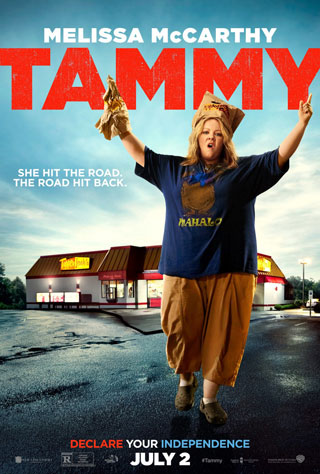 MELISSA McCARTHY
TAMMY
SHE HIT THE ROAD.
THE ROAD HIT BACK.
MAHALO
DECLARE YOUR INDEPENDENCE
R
#Tammy
JULY 2